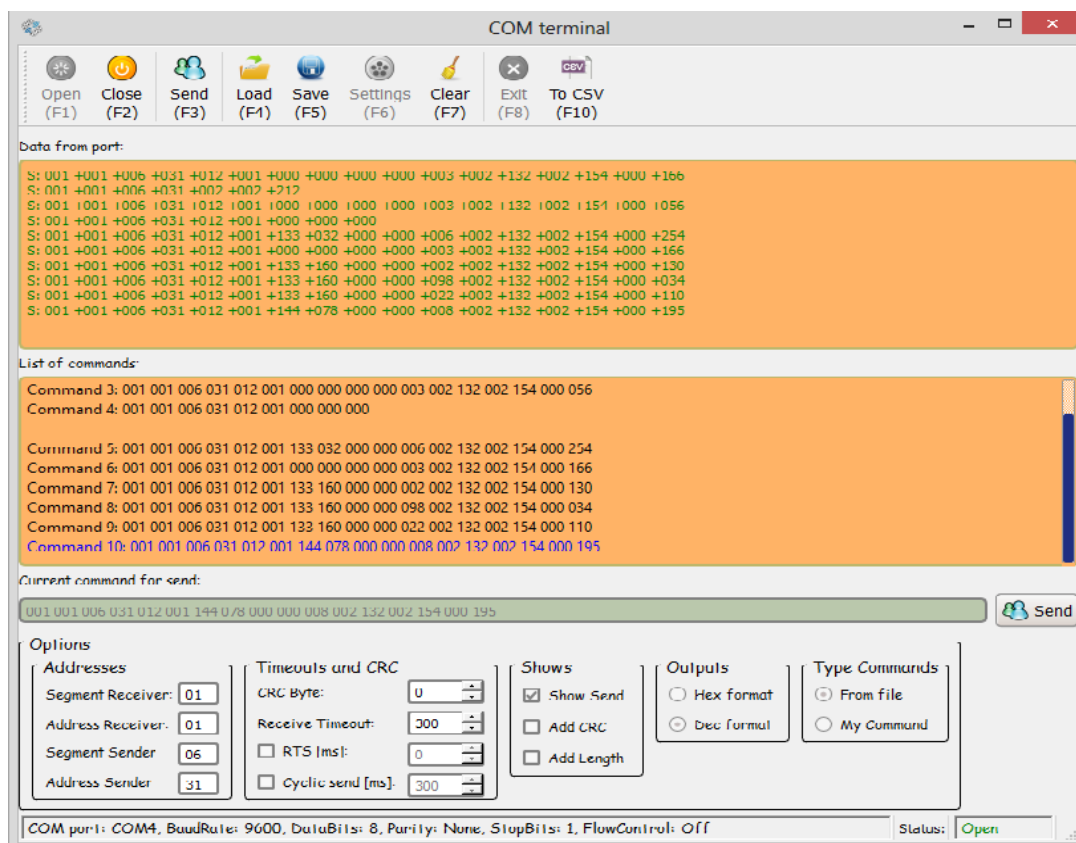 COM terminal
Open Close Send Load Save Settings Clear Exit To CSV
(F1) (F2) (F3) (F4) (F5) (F6) (F7) (F8) (F10)
Data from port:
S: 001 +001 +006 +031 +012 +001 +000 +000 +000 +000 +003 +002 +132 +002 +154 +000 +166
S: 001 +001 +006 +031 +002 +002 +212
S: 001 +001 +006 +031 +012 +001 +000 +000 +000 +000 +003 +002 +132 +002 +154 +000 +056
S: 001 +001 +006 +031 +012 +001 +000 +000 +000
S: 001 +001 +006 +031 +012 +001 +133 +032 +000 +000 +006 +002 +132 +002 +154 +000 +254
S: 001 +001 +006 +031 +012 +001 +000 +000 +000 +000 +003 +002 +132 +002 +154 +000 +166
S: 001 +001 +006 +031 +012 +001 +133 +160 +000 +000 +002 +002 +132 +002 +154 +000 +130
S: 001 +001 +006 +031 +012 +001 +133 +160 +000 +000 +098 +002 +132 +002 +154 +000 +034
S: 001 +001 +006 +031 +012 +001 +133 +160 +000 +000 +022 +002 +132 +002 +154 +000 +110
S: 001 +001 +006 +031 +012 +001 +144 +078 +000 +000 +008 +002 +132 +002 +154 +000 +195
List of commands:
Command 3: 001 001 006 031 012 001 000 000 000 000 003 002 132 002 154 000 056
Command 4: 001 001 006 031 012 001 000 000 000
Command 5: 001 001 006 031 012 001 133 032 000 000 006 002 132 002 154 000 254
Command 6: 001 001 006 031 012 001 000 000 000 000 003 002 132 002 154 000 166
Command 7: 001 001 006 031 012 001 133 160 000 000 002 002 132 002 154 000 130
Command 8: 001 001 006 031 012 001 133 160 000 000 098 002 132 002 154 000 034
Command 9: 001 001 006 031 012 001 133 160 000 000 022 002 132 002 154 000 110
Command 10: 001 001 006 031 012 001 144 078 000 000 008 002 132 002 154 000 195
Current command for send:
001 001 006 031 012 001 144 078 000 000 008 002 132 002 154 000 195
Send
Options
Addresses
Segment Receiver: 01
Address Receiver: 01
Segment Sender 06
Address Sender 31
Timeouts and CRC
CRC Byte: 0
Receive Timeout: 300
RTS [ms]: 0
Cyclic send [ms]: 300
Shows
Show Send
Add CRC
Add Length
Outputs
Hex format
Dec format
Type Commands
From file
My Command
COM port: COM4, BaudRate: 9600, DataBits: 8, Parity: None, StopBits: 1, FlowControl: Off
Status: Open